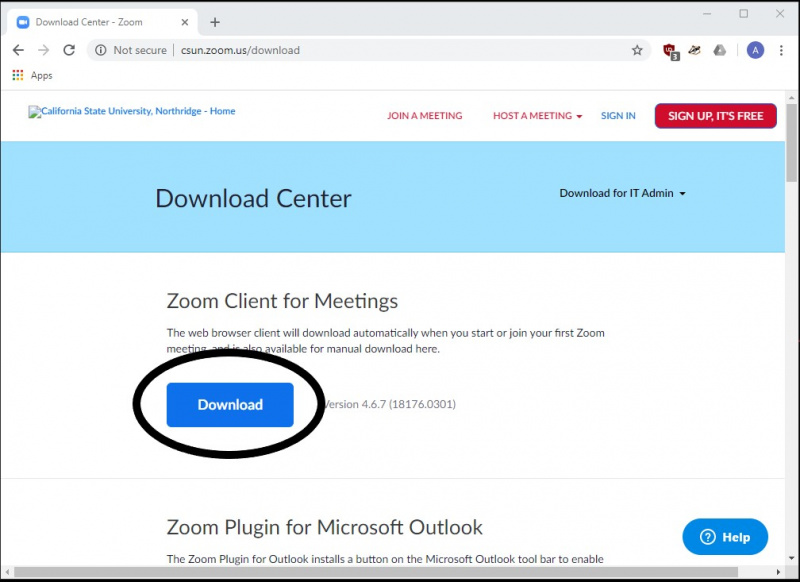 Download Center - Zoom
Not secure | csun.zoom.us/download
3
A
Apps
California State University, Northridge - Home
JOIN A MEETING
HOST A MEETING
SIGN IN
SIGN UP, IT'S FREE
Download Center
Download for IT Admin
Zoom Client for Meetings
The web browser client will download automatically when you start or join your first Zoom
meeting, and is also available for manual download here.
Download
Version 4.6.7 (18176.0301)
Zoom Plugin for Microsoft Outlook
? Help
The Zoom Plugin for Outlook installs a button on the Microsoft Outlook tool bar to enable